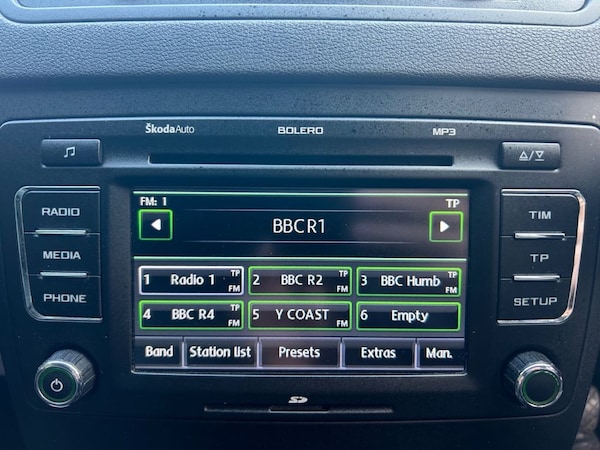 ŠkodaAuto BOLERO MP3
RADIO
MEDIA
PHONE
FM: 1 TP
BBC R1
1 Radio 1 TP FM
2 BBC R2 TP FM
3 BBC Humb TP FM
4 BBC R4 TP FM
5 Y COAST FM
6 Empty
Band Station list Presets Extras Man.
TIM
TP
SETUP
SD